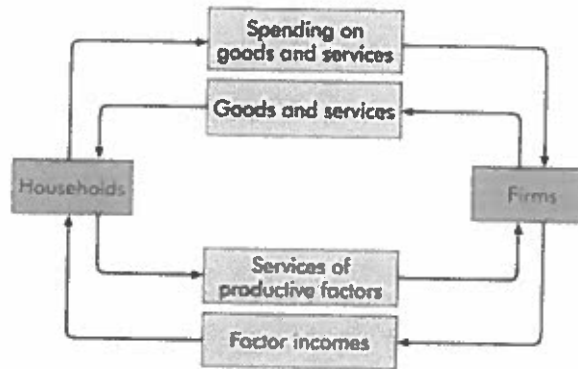 Spending on
goods and services
Goods and services
Households
Firms
Services of
productive factors
Factor incomes